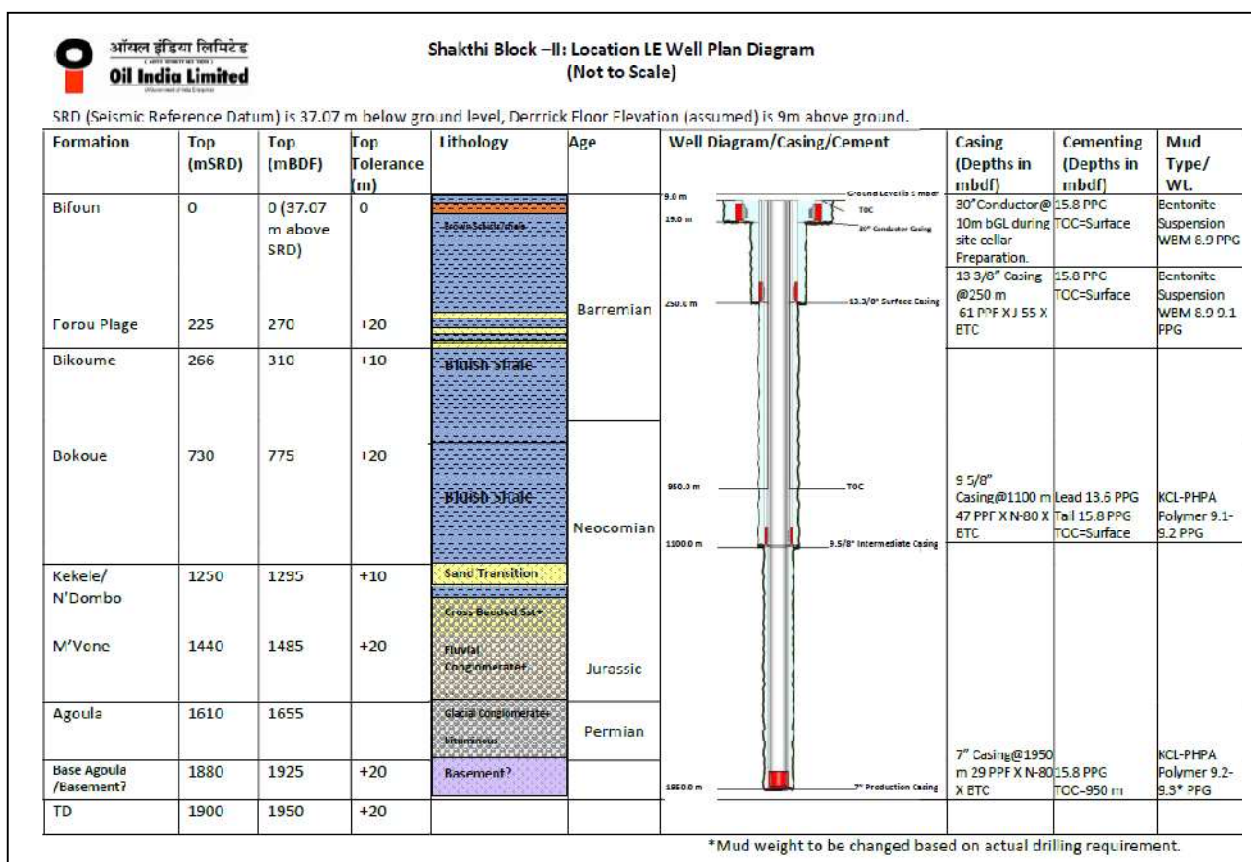 ऑयल इंडिया लिमिटेड
Oil India Limited
Shakthi Block –II: Location LE Well Plan Diagram
(Not to Scale)
SRD (Seismic Reference Datum) is 37.07 m below ground level, Derrrick Floor Elevation (assumed) is 9m above ground.
Formation
Top
(mSRD)
Top
(mBDF)
Top
Tolerance
(m)
Lithology
Age
Well Diagram/Casing/Cement
Casing
(Depths in
mbdf)
Cementing
(Depths in
mbdf)
Mud
Type/
Wt.
Bifoun
0
0 (37.07
m above
SRD)
0
9.0 m
TOC
19.0 m
30" Conductor Casing
30"Conductor@
10m bGL during
site cellar
Preparation.
15.8 PPG
TOC=Surface
Bentonite
Suspension
WBM 8.9 PPG
13 3/8" Casing
@250 m
61 PPF X J 55 X
BTC
15.8 PPG
TOC=Surface
Bentonite
Suspension
WBM 8.9 9.1
PPG
Barremian
250.0 m
13.3/8" Surface Casing
Forou Plage
225
270
+20
Bikoume
266
310
+10
Bluish Shale
Bokoue
730
775
+20
Bluish Shale
Neocomian
950.0 m
TOC
1100.0 m
9.5/8" Intermediate Casing
9 5/8"
Casing@1100 m
47 PPF X N-80 X
BTC
Lead 13.6 PPG
Tail 15.8 PPG
TOC=Surface
KCL-PHPA
Polymer 9.1-
9.2 PPG
Kekele/
N'Dombo
1250
1295
+10
Sand Transition
M'Vone
1440
1485
+20
Fluvial
Conglomerate+
Jurassic
Agoula
1610
1655
Glacial Conglomerate+
Permian
Base Agoula
/Basement?
1880
1925
+20
Basement?
7" Production Casing
7" Casing@1950
m 29 PPF X N-80
X BTC
15.8 PPG
TOC=950 m
KCL-PHPA
Polymer 9.2-
9.3* PPG
TD
1900
1950
+20
*Mud weight to be changed based on actual drilling requirement.